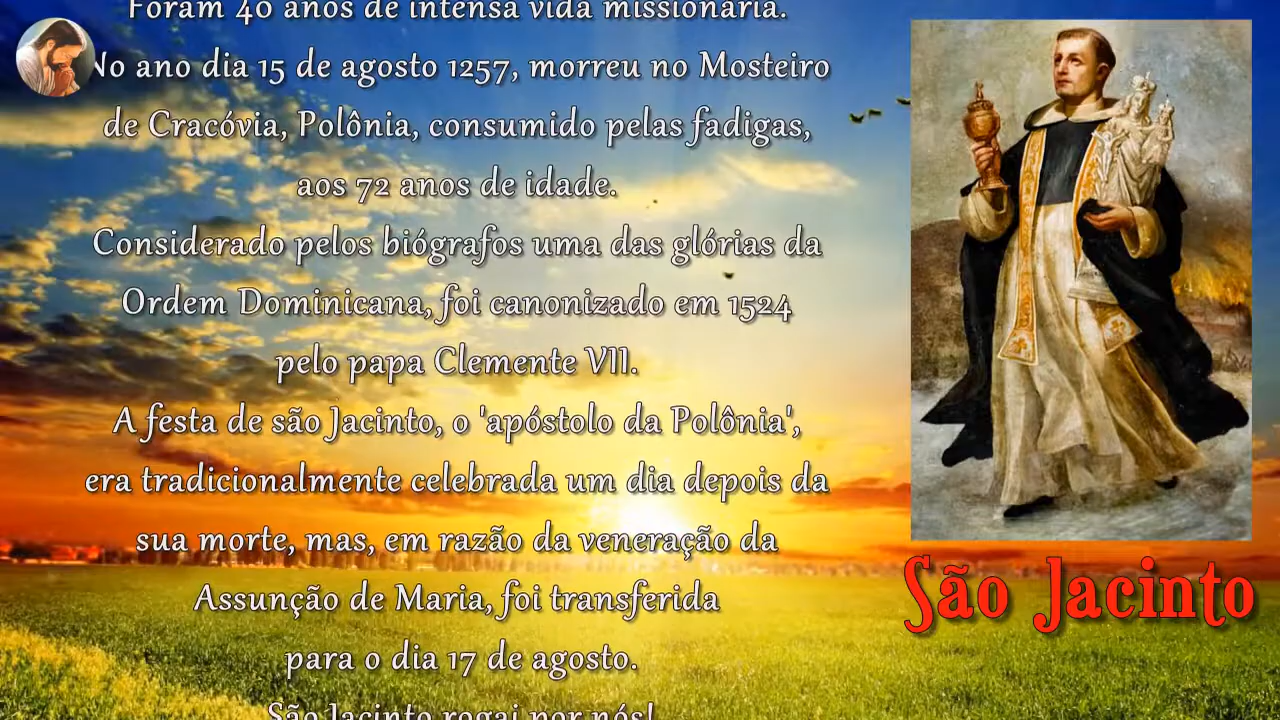 Foram 40 anos de intensa vida missionária.
No ano dia 15 de agosto 1257, morreu no Mosteiro
de Cracóvia, Polônia, consumido pelas fadigas,
aos 72 anos de idade.
Considerado pelos biógrafos uma das glórias da
Ordem Dominicana, foi canonizado em 1524
pelo papa Clemente VII.
A festa de são Jacinto, o 'apóstolo da Polônia',
era tradicionalmente celebrada um dia depois da
sua morte, mas, em razão da veneração da
Assunção de Maria, foi transferida
para o dia 17 de agosto.
São Jacinto rogai por nós!
São Jacinto